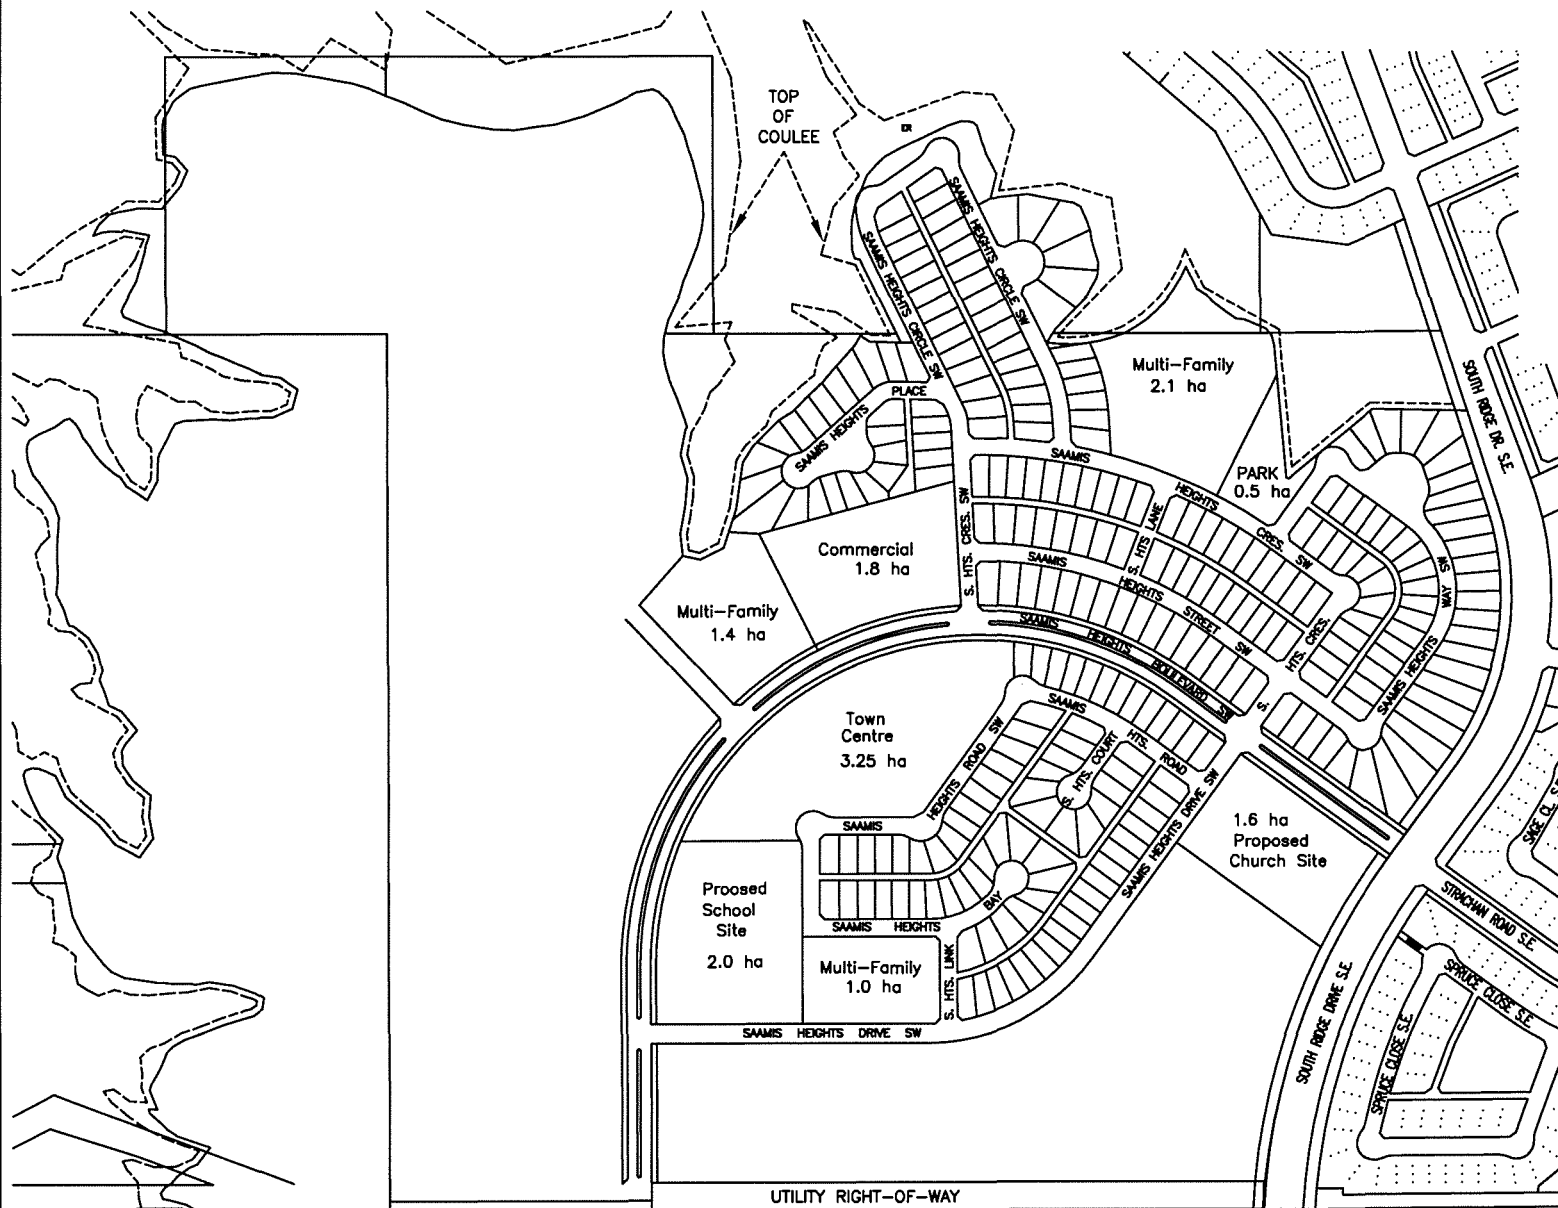 TOP
OF
COULEE
ER
SAAMIS HEIGHTS CIRCLE SW
SAAMIS HEIGHTS CIRCLE SW
Multi-Family
2.1 ha
SOUTH RIDGE DR. S.E
PLACE
SAAMIS HEIGHTS
SAAMIS
HEIGHTS
CRES. SW
PARK
0.5 ha
S. HTS. CRES. SW
S. HTS LANE
Commercial
1.8 ha
SAAMIS
HEIGHTS
STREET
SW
SAAMIS HEIGHTS
WAY SW
Multi-Family
1.4 ha
SAAMIS
HEIGHTS
BOULEVARD
SW
S. HTS. CRES.
Town
Centre
3.25 ha
SAAMIS
HTS.
ROAD
S. HTS. COURT
HEIGHTS ROAD SW
SAAMIS
SAAMIS HEIGHTS DRIVE SW
1.6 ha
Proposed
Church Site
SAGE CL. S.E
STRACHAN ROAD S.E.
Proosed
School
Site
2.0 ha
SAAMIS HEIGHTS
BAY
Multi-Family
1.0 ha
S. HTS. LINK
SPRUCE CLOSE S.E.
SPRUCE CLOSE S.E.
SOUTH RIDGE DRIVE S.E.
SAAMIS HEIGHTS DRIVE SW
UTILITY RIGHT-OF-WAY